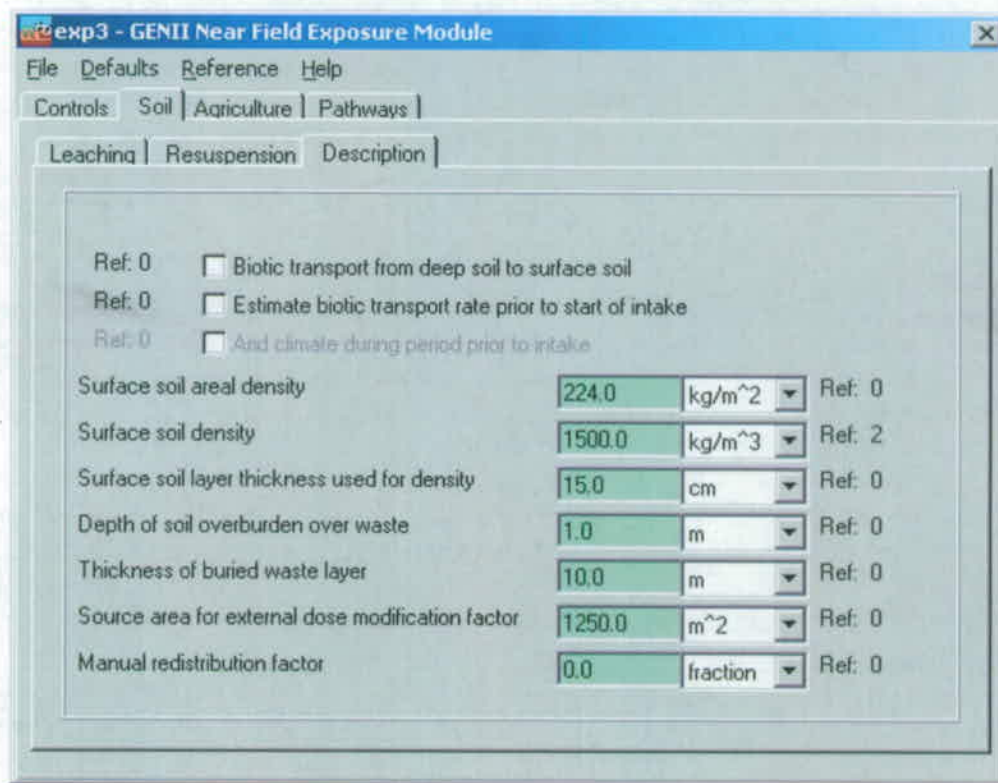 exp3 - GENII Near Field Exposure Module
File Defaults Reference Help
Controls Soil Agriculture Pathways
Leaching Resuspension Description
Ref: 0 Biotic transport from deep soil to surface soil
Ref: 0 Estimate biotic transport rate prior to start of intake
Ref: 0 And climate during period prior to intake
Surface soil areal density 224.0 kg/m^2 Ref: 0
Surface soil density 1500.0 kg/m^3 Ref: 2
Surface soil layer thickness used for density 15.0 cm Ref: 0
Depth of soil overburden over waste 1.0 m Ref: 0
Thickness of buried waste layer 10.0 m Ref: 0
Source area for external dose modification factor 1250.0 m^2 Ref: 0
Manual redistribution factor 0.0 fraction Ref: 0